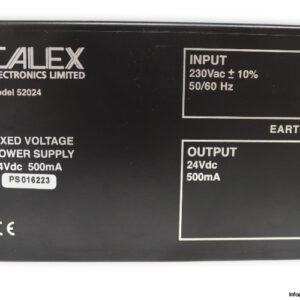 CALEX
ECTRONICS LIMITED
odel 52024
XED VOLTAGE
OWER SUPPLY
4Vdc 500mA
PS016223
CE
INPUT
230Vac ± 10%
50/60 Hz
EART
OUTPUT
24Vdc
500mA